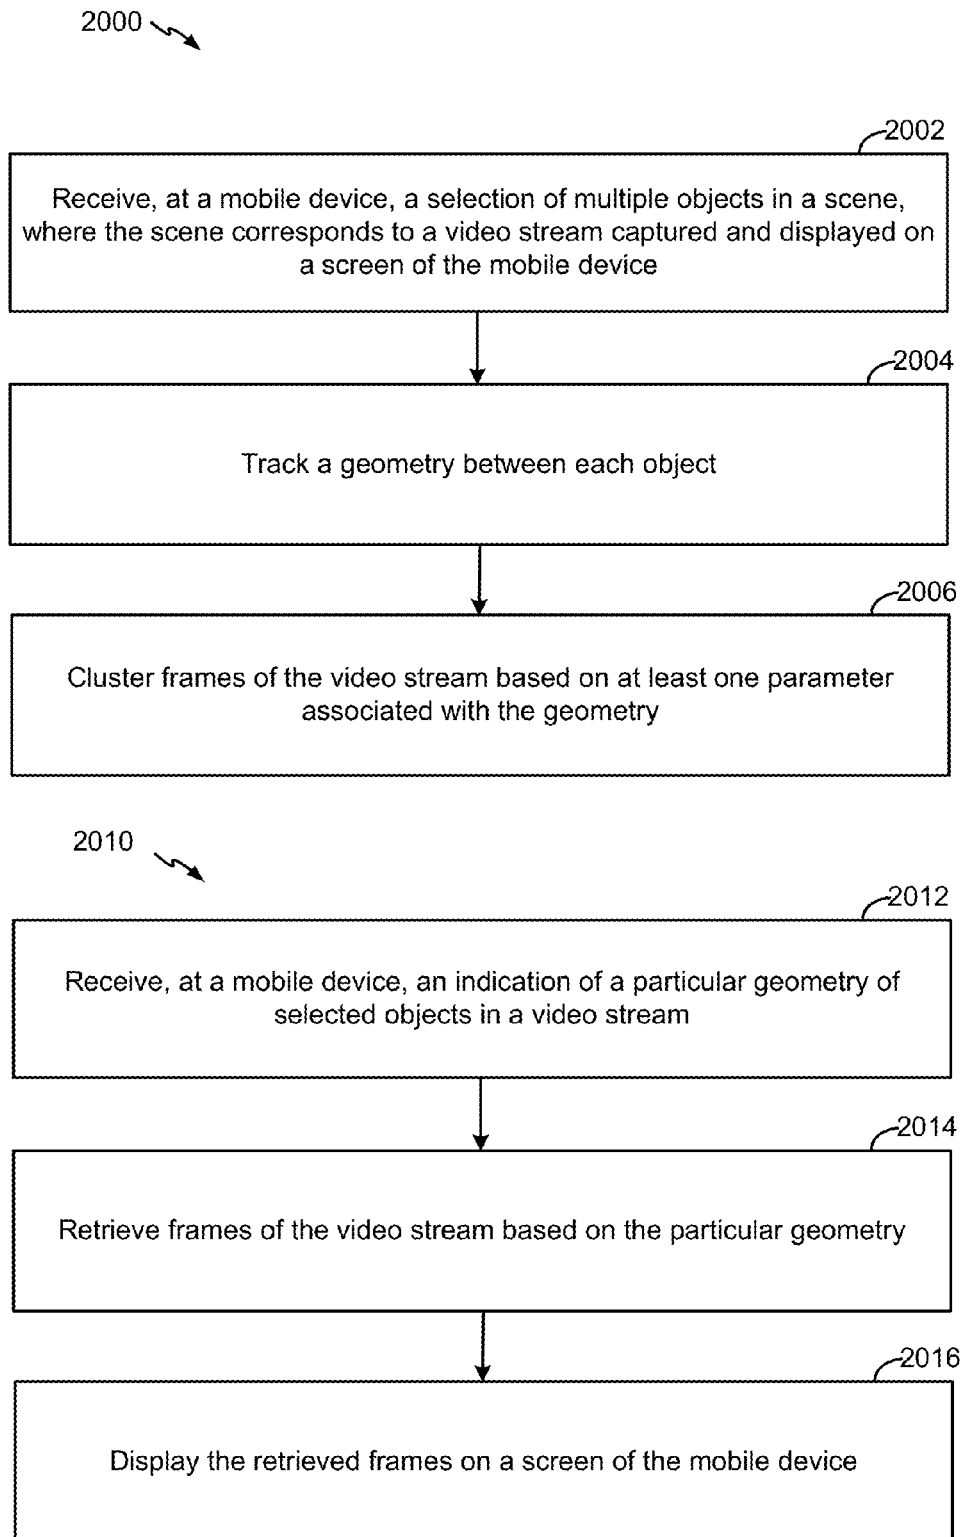 2000
2002
Receive, at a mobile device, a selection of multiple objects in a scene,
where the scene corresponds to a video stream captured and displayed on
a screen of the mobile device
2004
Track a geometry between each object
2006
Cluster frames of the video stream based on at least one parameter
associated with the geometry
2010
2012
Receive, at a mobile device, an indication of a particular geometry of
selected objects in a video stream
2014
Retrieve frames of the video stream based on the particular geometry
2016
Display the retrieved frames on a screen of the mobile device